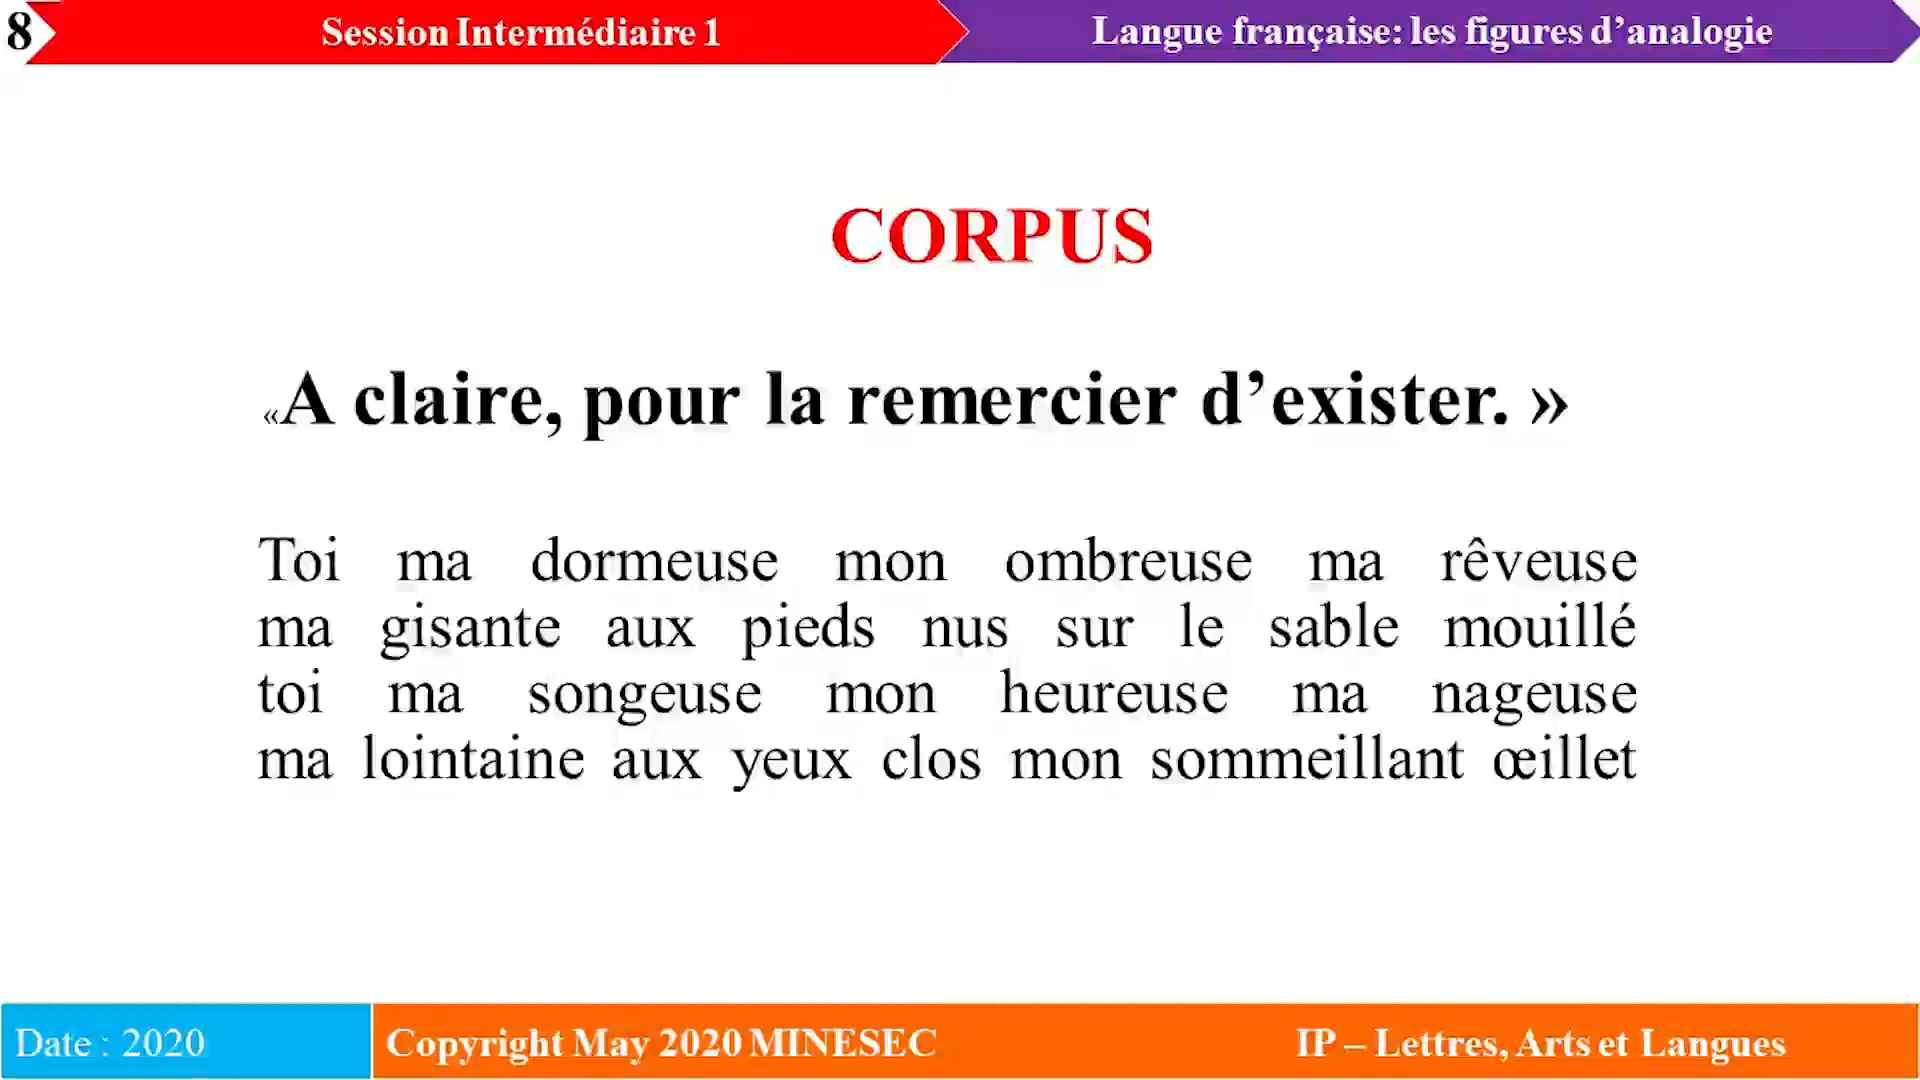 8
Session Intermédiaire 1
Langue française: les figures d’analogie
CORPUS
«A claire, pour la remercier d’exister. »
Toi ma dormeuse mon ombreuse ma rêveuse
ma gisante aux pieds nus sur le sable mouillé
toi ma songeuse mon heureuse ma nageuse
ma lointaine aux yeux clos mon sommeillant œillet
Date : 2020
Copyright May 2020 MINESEC
IP – Lettres, Arts et Langues